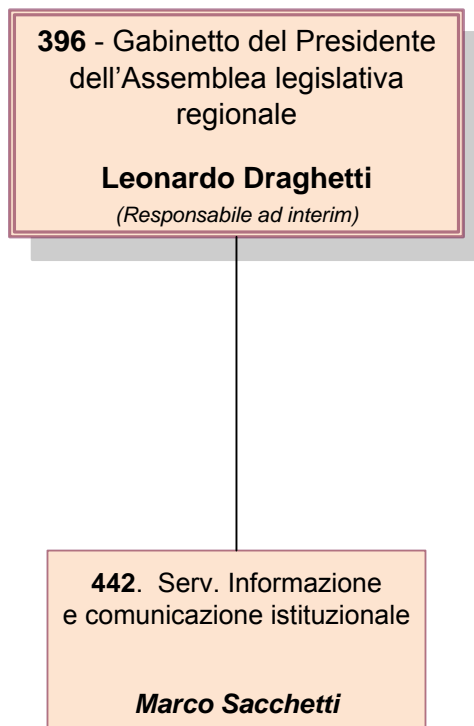 396 - Gabinetto del Presidente
dell’Assemblea legislativa
regionale
Leonardo Draghetti
(Responsabile ad interim)
442. Serv. Informazione
e comunicazione istituzionale
Marco Sacchetti